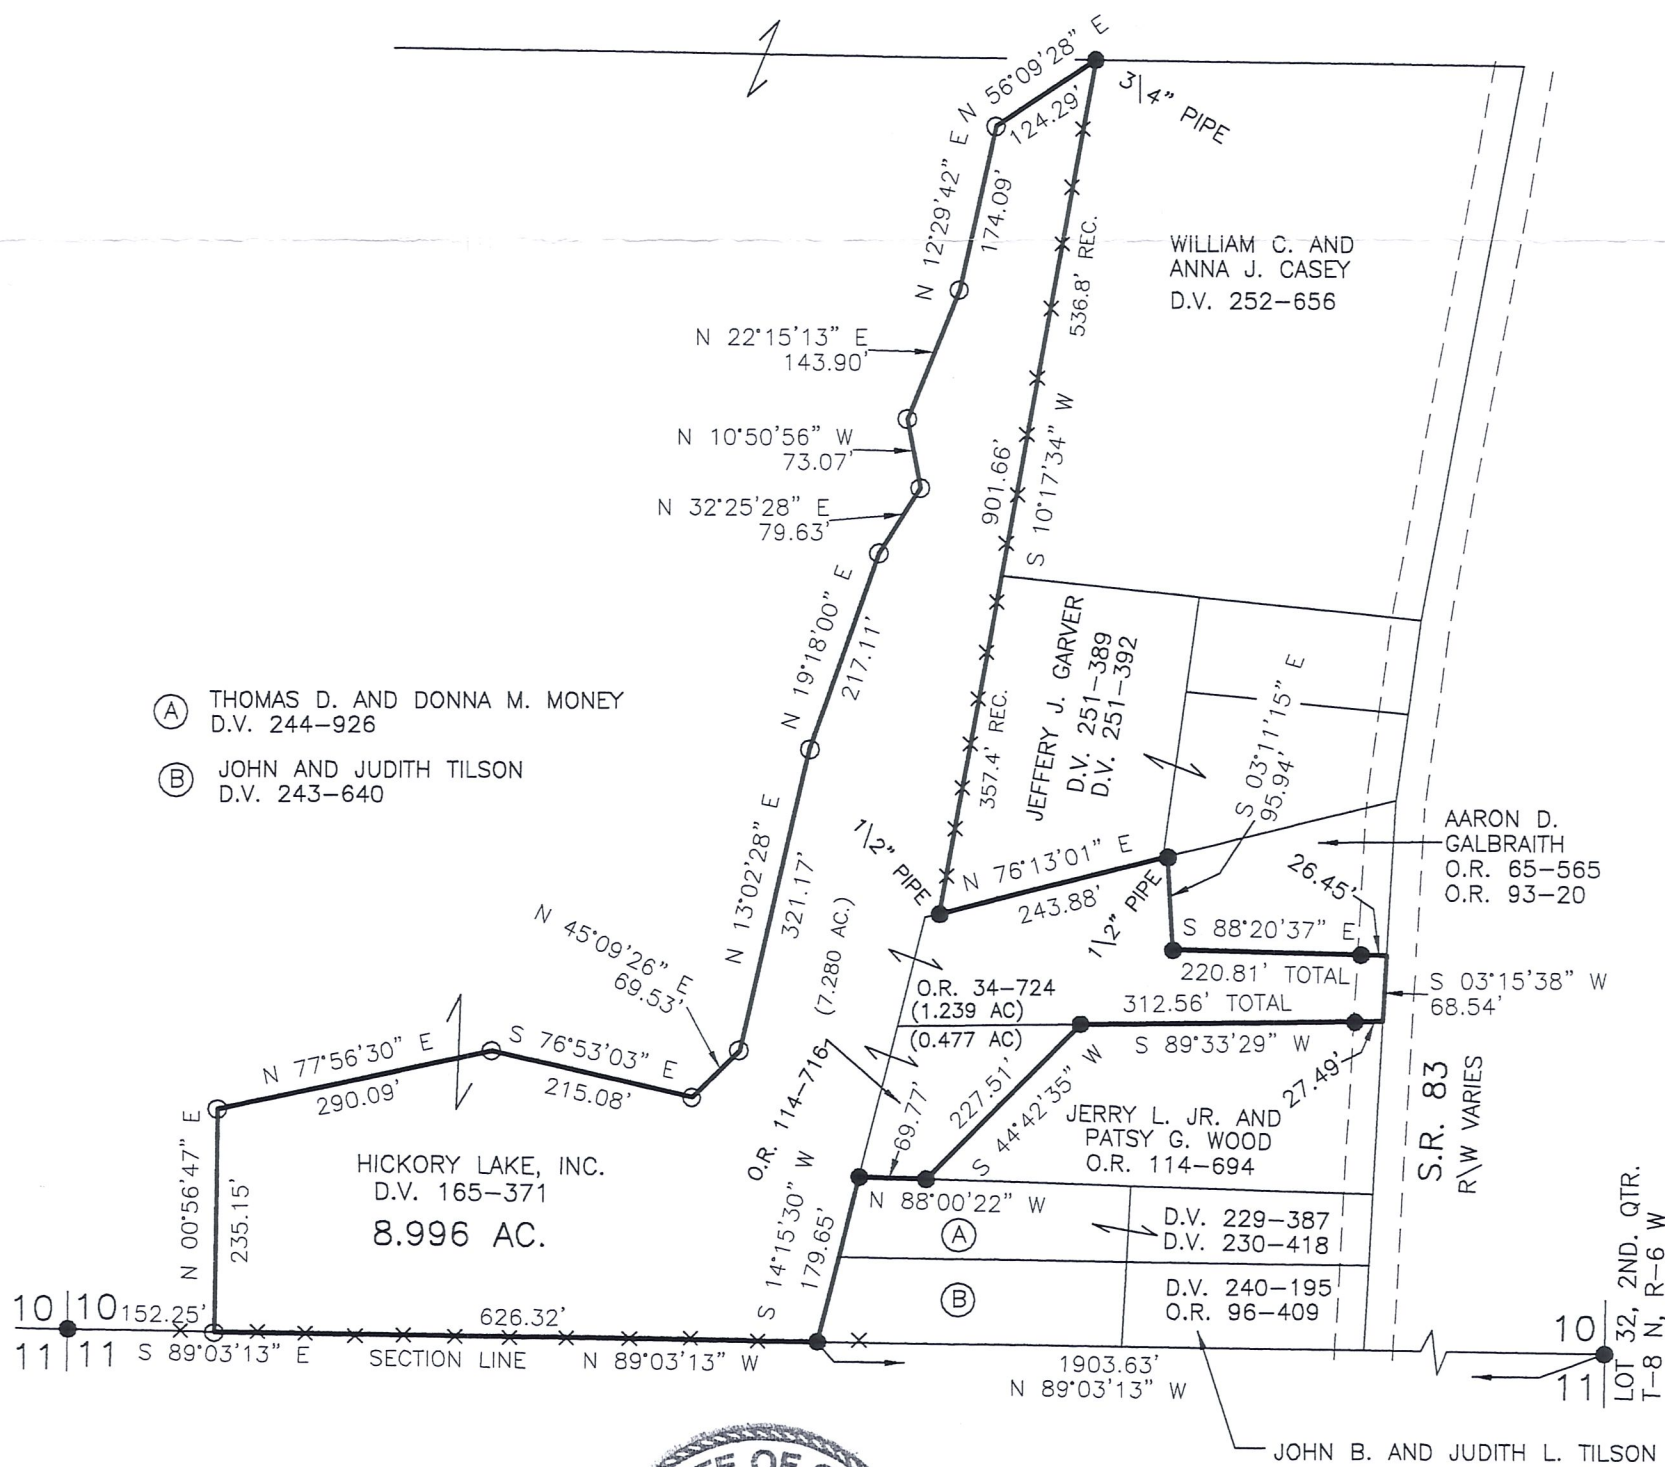 N 56°09'28" E
124.29'
3\4" PIPE
N 12°29'42" E
174.09'
536.8' REC.
WILLIAM C. AND
ANNA J. CASEY
D.V. 252-656
N 22°15'13" E
143.90'
N 10°50'56" W
73.07'
N 32°25'28" E
79.63'
901.66'
S 10°17'34" W
N 19°18'00" E
217.11'
A THOMAS D. AND DONNA M. MONEY
D.V. 244-926
B JOHN AND JUDITH TILSON
D.V. 243-640
357.4' REC.
JEFFERY J. GARVER
D.V. 251-389
D.V. 251-392
S 03°11'15" E
95.94'
AARON D.
GALBRAITH
O.R. 65-565
O.R. 93-20
26.45'
1\2" PIPE
N 76°13'01" E
243.88'
1\2" PIPE
N 13°02'28" E
321.17'
N 45°09'26" E
69.53'
(7.280 AC.)
S 88°20'37" E
220.81' TOTAL
O.R. 34-724
(1.239 AC)
(0.477 AC)
312.56' TOTAL
S 89°33'29" W
S 03°15'38" W
68.54'
27.49'
N 77°56'30" E
290.09'
S 76°53'03" E
215.08'
O.R. 114-716
69.77'
227.51'
S 44°42'35" W
JERRY L. JR. AND
PATSY G. WOOD
O.R. 114-694
S.R. 83
R\W VARIES
N 00°56'47" E
235.15'
HICKORY LAKE, INC.
D.V. 165-371
8.996 AC.
S 14°15'30" W
179.65'
N 88°00'22" W
A
D.V. 229-387
D.V. 230-418
B
D.V. 240-195
O.R. 96-409
LOT 32, 2ND. QTR.
T-8 N, R-6 W
10 10 152.25'
626.32'
10
11 11 S 89°03'13" E
SECTION LINE
N 89°03'13" W
1903.63'
N 89°03'13" W
11
JOHN B. AND JUDITH L. TILSON